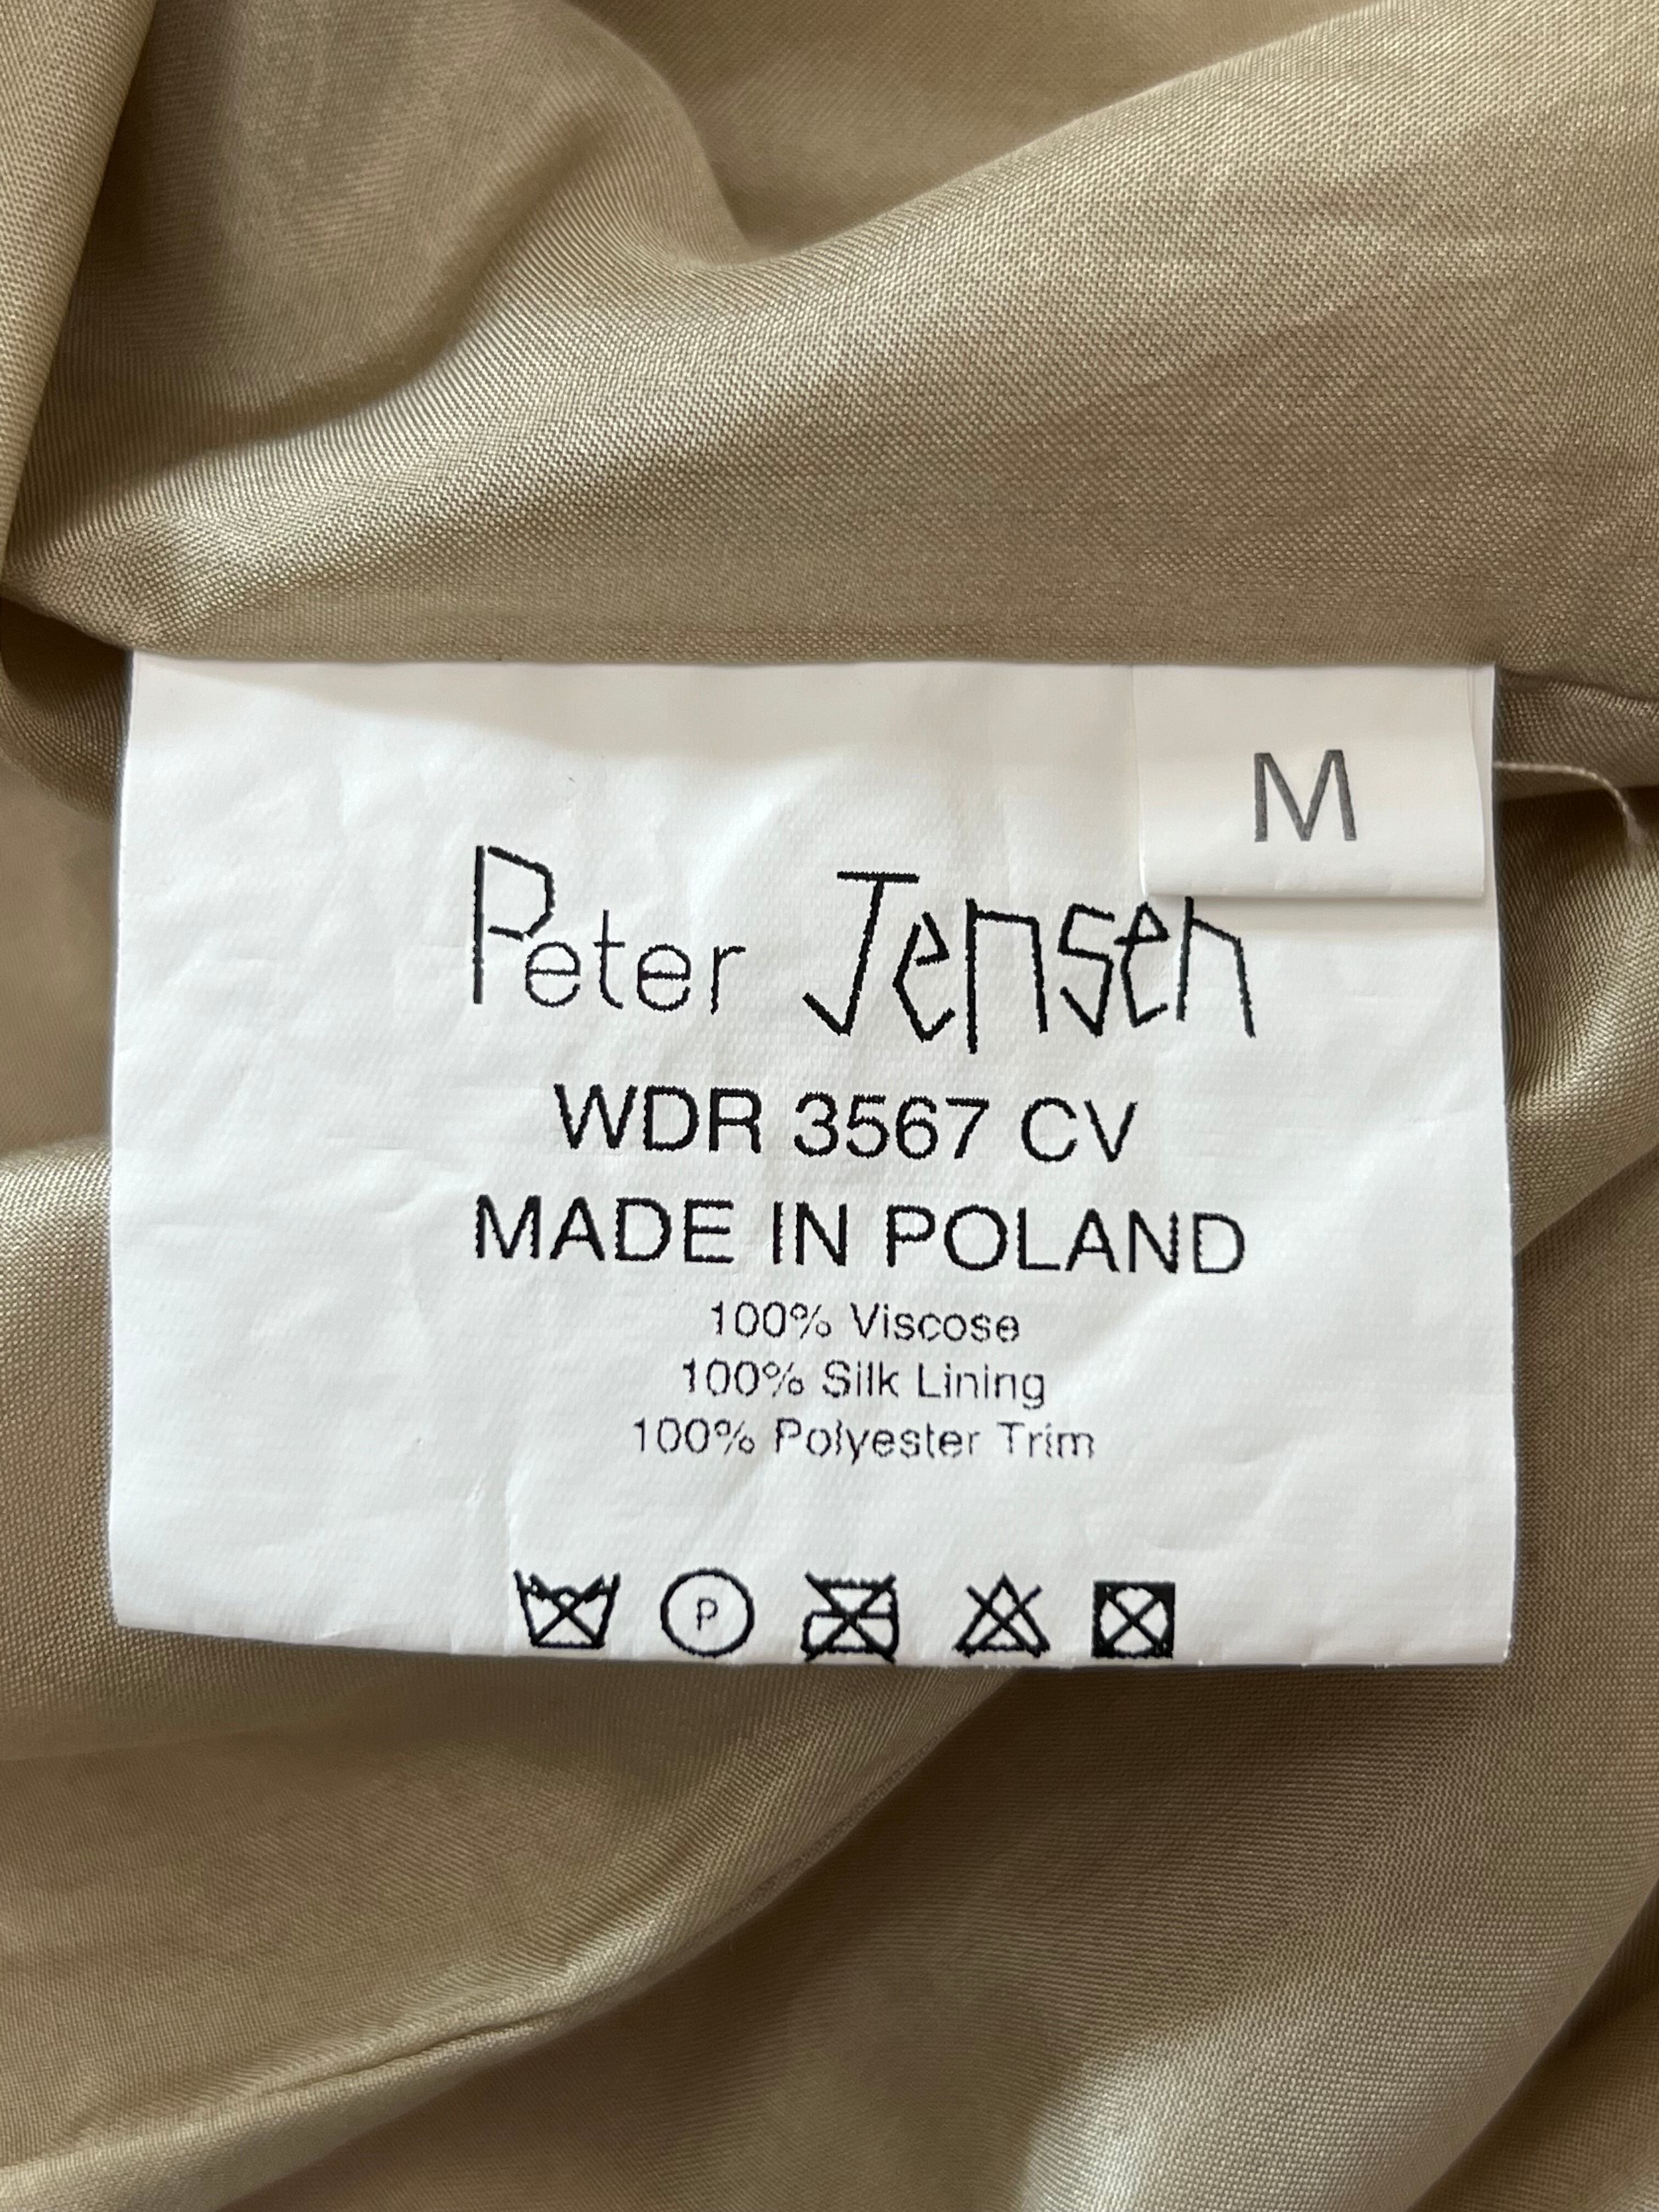 M
Peter Jensen
WDR 3567 CV
MADE IN POLAND
100% Viscose
100% Silk Lining
100% Polyester Trim
P